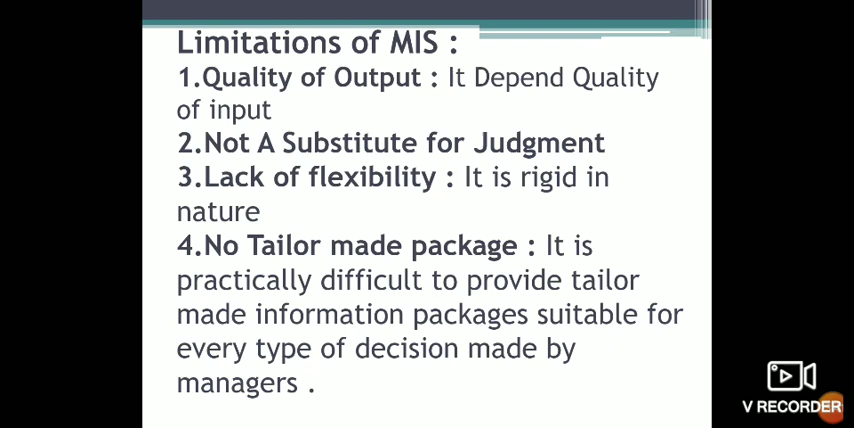 Limitations of MIS :
1.Quality of Output : It Depend Quality
of input
2.Not A Substitute for Judgment
3.Lack of flexibility : It is rigid in
nature
4.No Tailor made package : It is
practically difficult to provide tailor
made information packages suitable for
every type of decision made by
managers .
V RECORDER